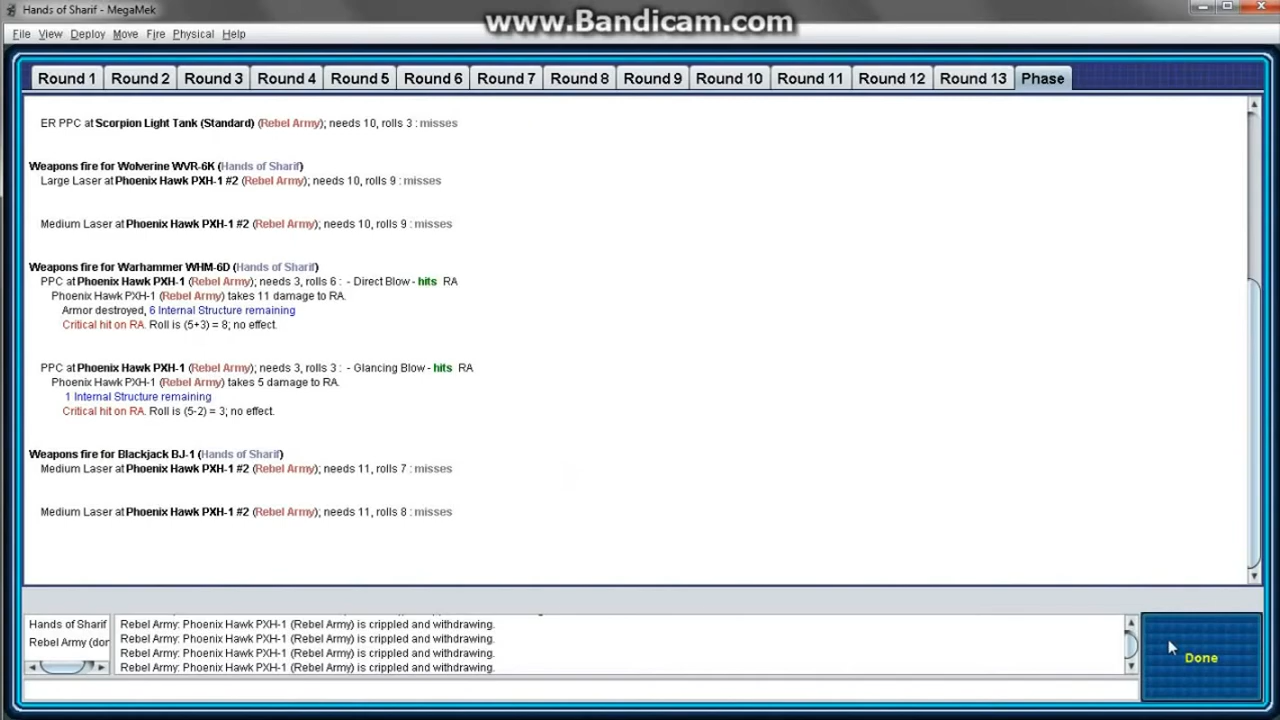 Hands of Sharif - MegaMek
www.Bandicam.com
File View Deploy Move Fire Physical Help
Round 1 Round 2 Round 3 Round 4 Round 5 Round 6 Round 7 Round 8 Round 9 Round 10 Round 11 Round 12 Round 13 Phase
ER PPC at Scorpion Light Tank (Standard) (Rebel Army); needs 10, rolls 3 : misses
Weapons fire for Wolverine WVR-6K (Hands of Sharif)
Large Laser at Phoenix Hawk PXH-1 #2 (Rebel Army); needs 10, rolls 9 : misses
Medium Laser at Phoenix Hawk PXH-1 #2 (Rebel Army); needs 10, rolls 9 : misses
Weapons fire for Warhammer WHM-6D (Hands of Sharif)
PPC at Phoenix Hawk PXH-1 (Rebel Army); needs 3, rolls 6 : - Direct Blow - hits RA
Phoenix Hawk PXH-1 (Rebel Army) takes 11 damage to RA.
Armor destroyed, 6 Internal Structure remaining
Critical hit on RA. Roll is (5+3) = 8; no effect.
PPC at Phoenix Hawk PXH-1 (Rebel Army); needs 3, rolls 3 : - Glancing Blow - hits RA
Phoenix Hawk PXH-1 (Rebel Army) takes 5 damage to RA.
1 Internal Structure remaining
Critical hit on RA. Roll is (5-2) = 3; no effect.
Weapons fire for Blackjack BJ-1 (Hands of Sharif)
Medium Laser at Phoenix Hawk PXH-1 #2 (Rebel Army); needs 11, rolls 7 : misses
Medium Laser at Phoenix Hawk PXH-1 #2 (Rebel Army); needs 11, rolls 8 : misses
Hands of Sharif
Rebel Army (dor
Rebel Army: Phoenix Hawk PXH-1 (Rebel Army) is crippled and withdrawing.
Rebel Army: Phoenix Hawk PXH-1 (Rebel Army) is crippled and withdrawing.
Rebel Army: Phoenix Hawk PXH-1 (Rebel Army) is crippled and withdrawing.
Rebel Army: Phoenix Hawk PXH-1 (Rebel Army) is crippled and withdrawing.
Done